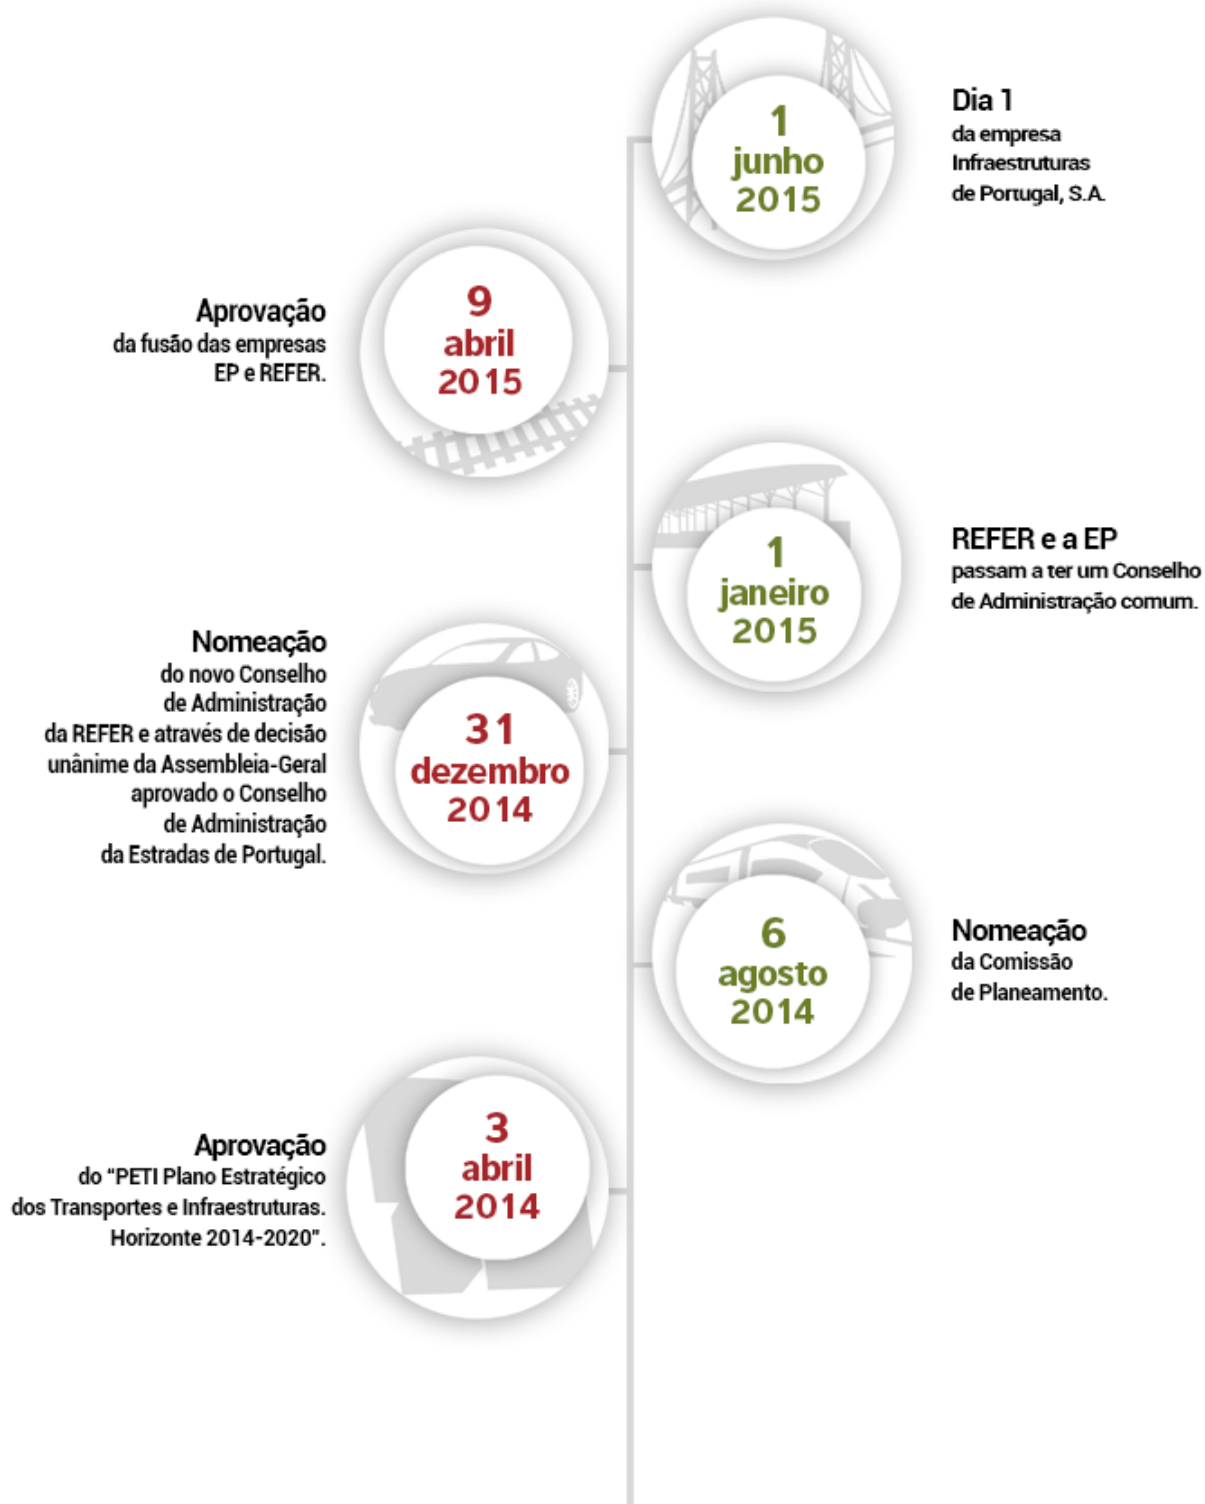 1
junho
2015
Dia 1
da empresa
Infraestruturas
de Portugal, S.A.
Aprovação
da fusão das empresas
EP e REFER.
9
abril
2015
1
janeiro
2015
REFER e a EP
passam a ter um Conselho
de Administração comum.
Nomeação
do novo Conselho
de Administração
da REFER e através de decisão
unânime da Assembleia-Geral
aprovado o Conselho
de Administração
da Estradas de Portugal.
31
dezembro
2014
6
agosto
2014
Nomeação
da Comissão
de Planeamento.
Aprovação
do “PETI Plano Estratégico
dos Transportes e Infraestruturas.
Horizonte 2014-2020”.
3
abril
2014